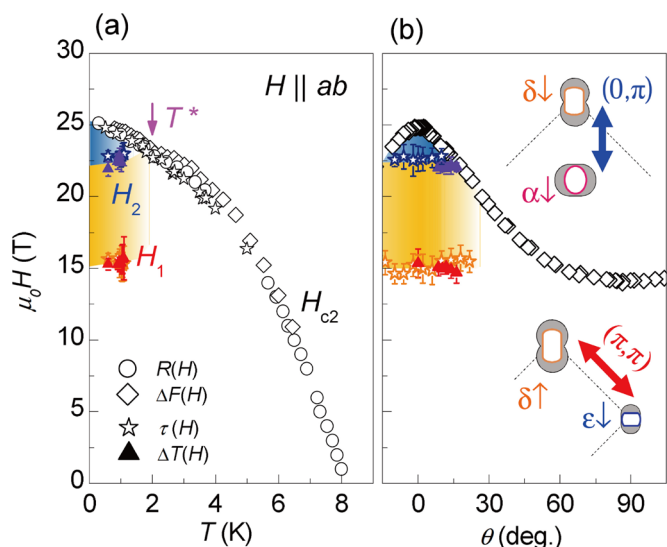 (a)
(b)
30
25
20
15
10
5
0
μ₀H (T)
H || ab
T*
H₂
H₁
H_c2
R(H)
ΔF(H)
τ(H)
ΔT(H)
0 2 4 6 8
T (K)
δ↓
(0,π)
α↓
(π,π)
δ↑
ε↓
0 30 60 90
θ (deg.)